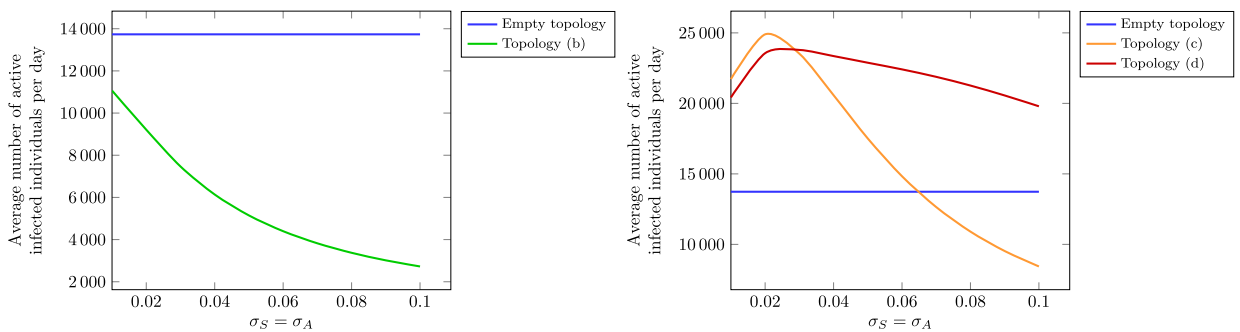 Average number of active
infected individuals per day
14 000
12 000
10 000
8 000
6 000
4 000
2 000
0.02
0.04
0.06
0.08
0.1
σ_S = σ_A
Empty topology
Topology (b)
Average number of active
infected individuals per day
25 000
20 000
15 000
10 000
0.02
0.04
0.06
0.08
0.1
σ_S = σ_A
Empty topology
Topology (c)
Topology (d)